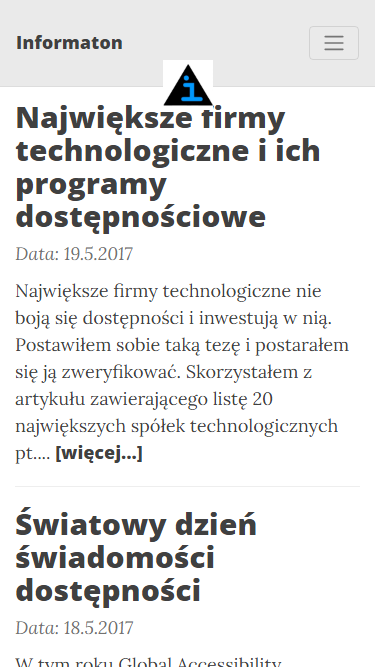 Informaton
i
Największe firmy
technologiczne i ich
programy
dostępnościowe
Data: 19.5.2017
Największe firmy technologiczne nie
boją się dostępności i inwestują w nią.
Postawiłem sobie taką tezę i postarałem
się ją zweryfikować. Skorzystałem z
artykułu zawierającego listę 20
największych spółek technologicznych
pt.... [więcej...]
Światowy dzień
świadomości
dostępności
Data: 18.5.2017
W tym roku Global Accessibility